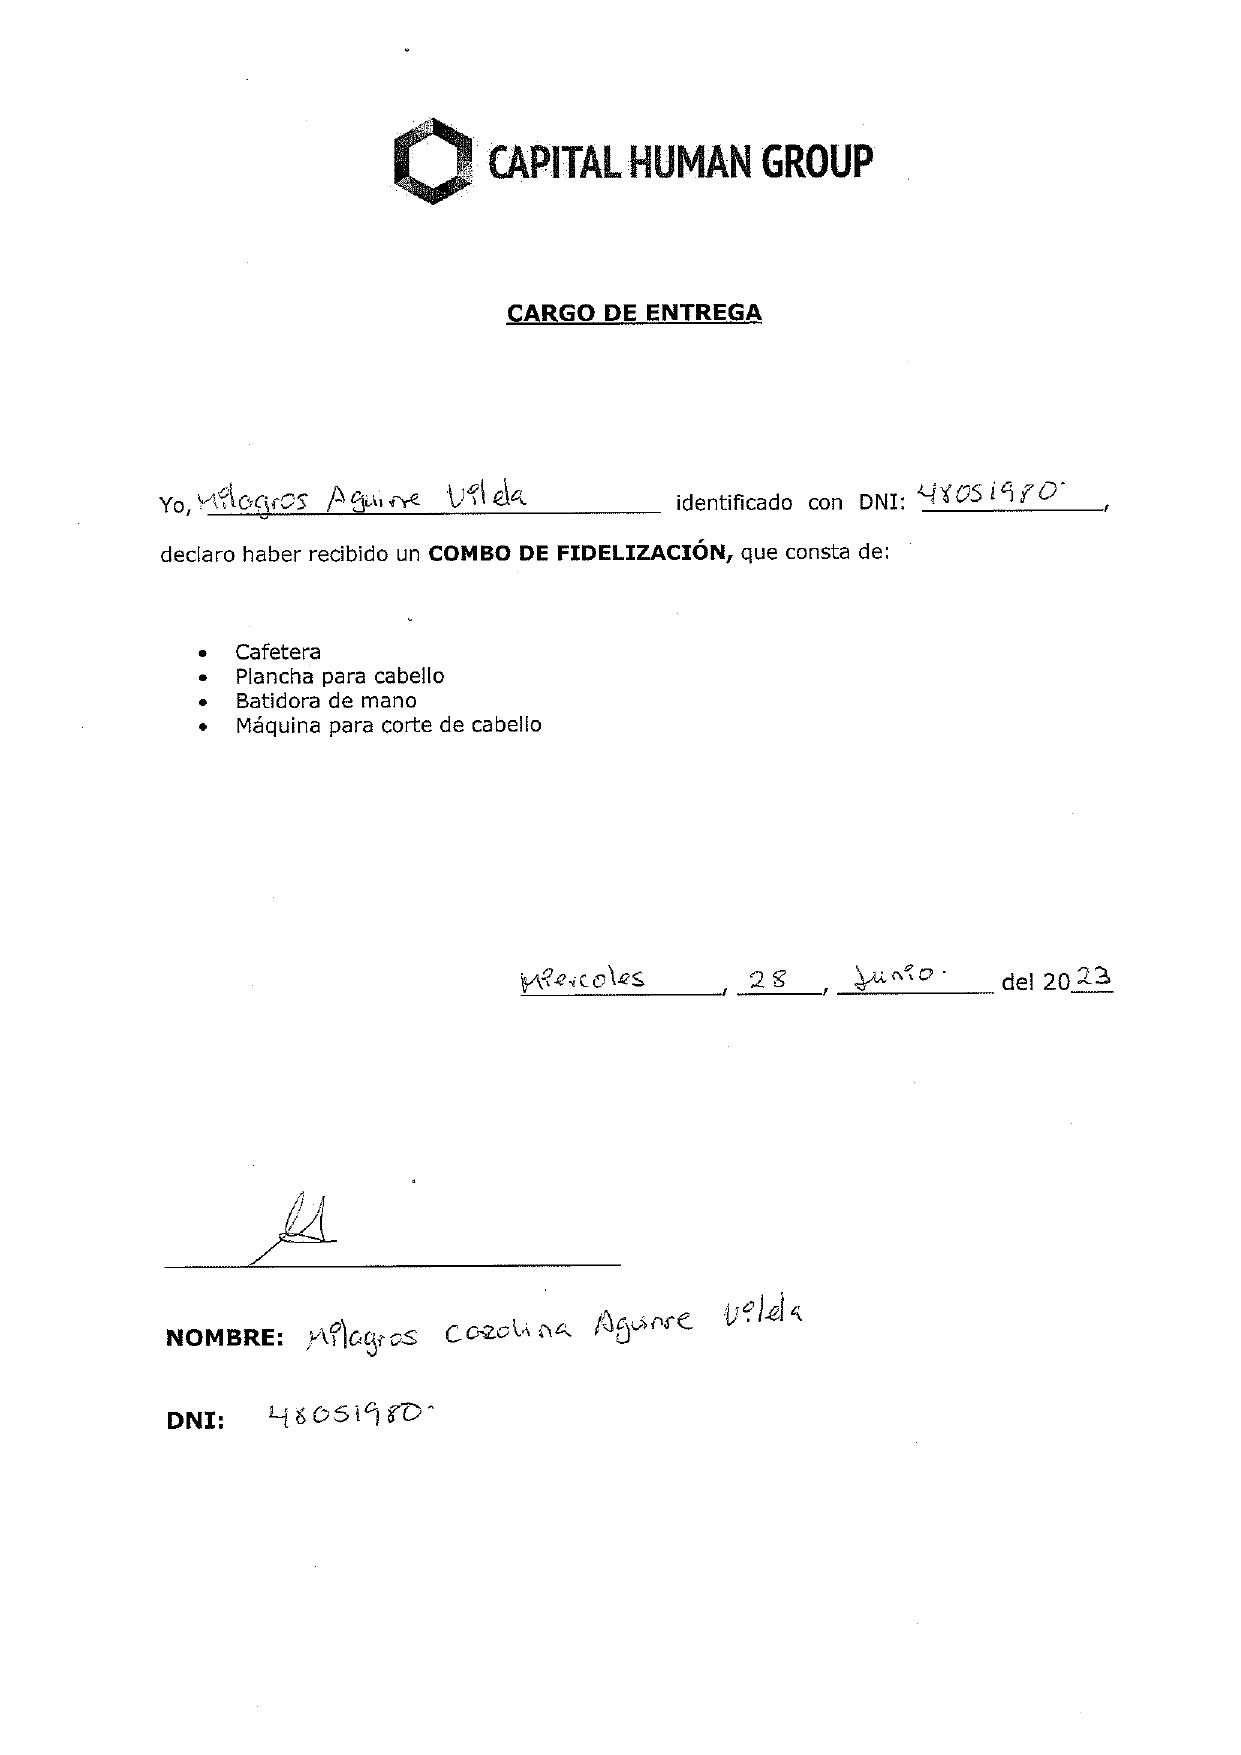 CAPITAL HUMAN GROUP
CARGO DE ENTREGA
Yo, Milagros Aguirre Vilela identificado con DNI: 48051980,
declaro haber recibido un COMBO DE FIDELIZACIÓN, que consta de:
• Cafetera
• Plancha para cabello
• Batidora de mano
• Máquina para corte de cabello
Miercoles, 28, Junio. del 2023
NOMBRE: Milagros Carolina Aguirre Vilela
DNI: 48051980